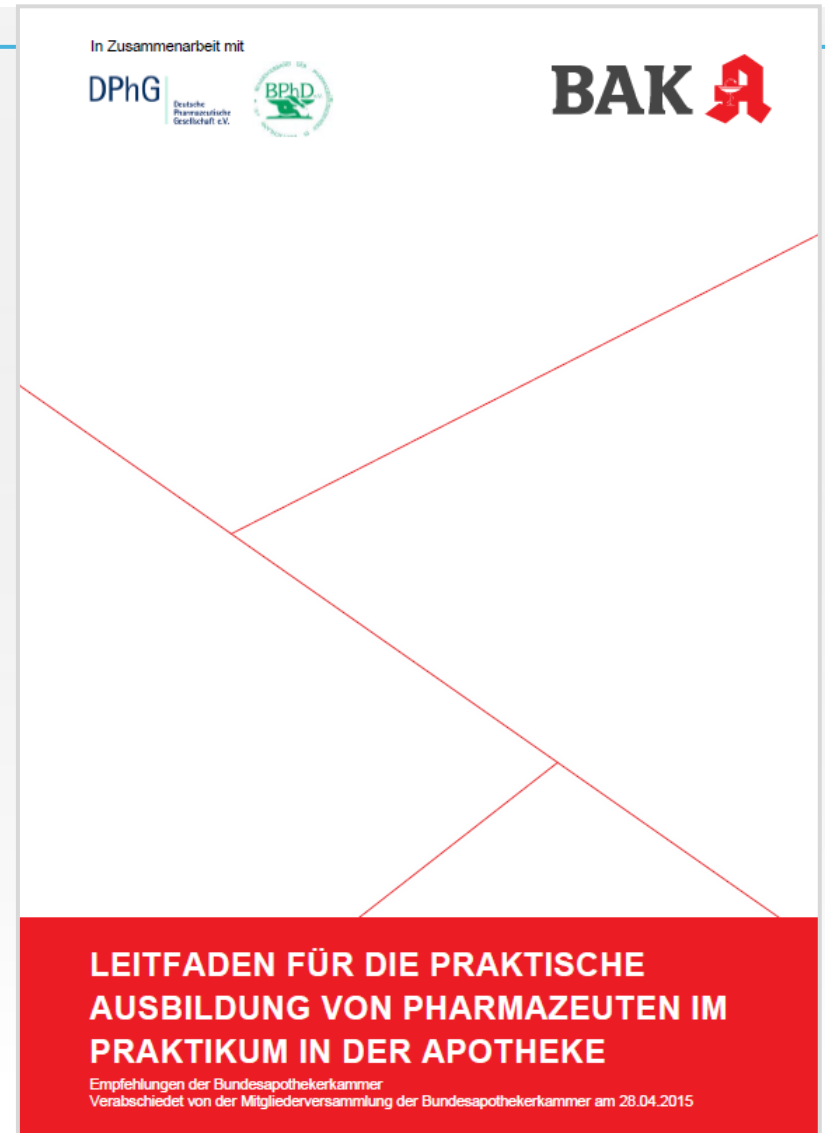 In Zusammenarbeit mit
DPhG
Deutsche
Pharmazeutische
Gesellschaft e.V.
BPhD
BAK
LEITFADEN FÜR DIE PRAKTISCHE
AUSBILDUNG VON PHARMAZEUTEN IM
PRAKTIKUM IN DER APOTHEKE
Empfehlungen der Bundesapothekerkammer
Verabschiedet von der Mitgliederversammlung der Bundesapothekerkammer am 28.04.2015